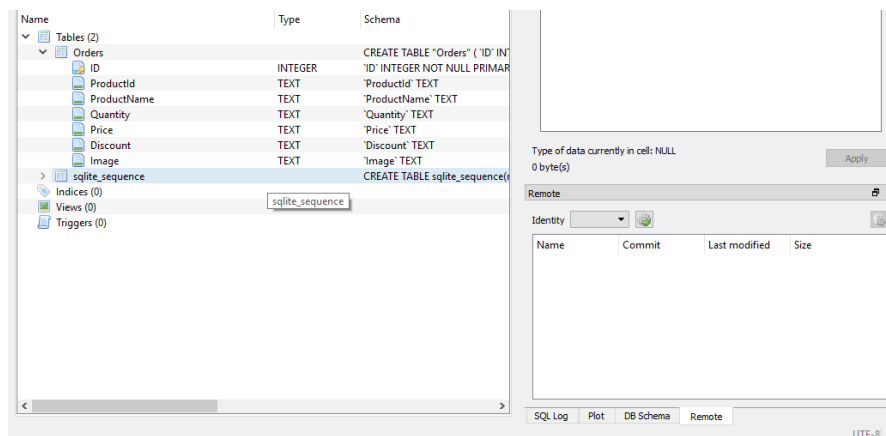 Name Type Schema
Tables (2)
Orders CREATE TABLE "Orders" ( `ID` INT
ID INTEGER `ID` INTEGER NOT NULL PRIMAR
ProductId TEXT `ProductId` TEXT
ProductName TEXT `ProductName` TEXT
Quantity TEXT `Quantity` TEXT
Price TEXT `Price` TEXT
Discount TEXT `Discount` TEXT
Image TEXT `Image` TEXT
sqlite_sequence CREATE TABLE sqlite_sequence(n
Indices (0)
Views (0)
sqlite_sequence
Triggers (0)
Type of data currently in cell: NULL
0 byte(s)
Apply
Remote
Identity
Name Commit Last modified Size
SQL Log Plot DB Schema Remote
UTF-8